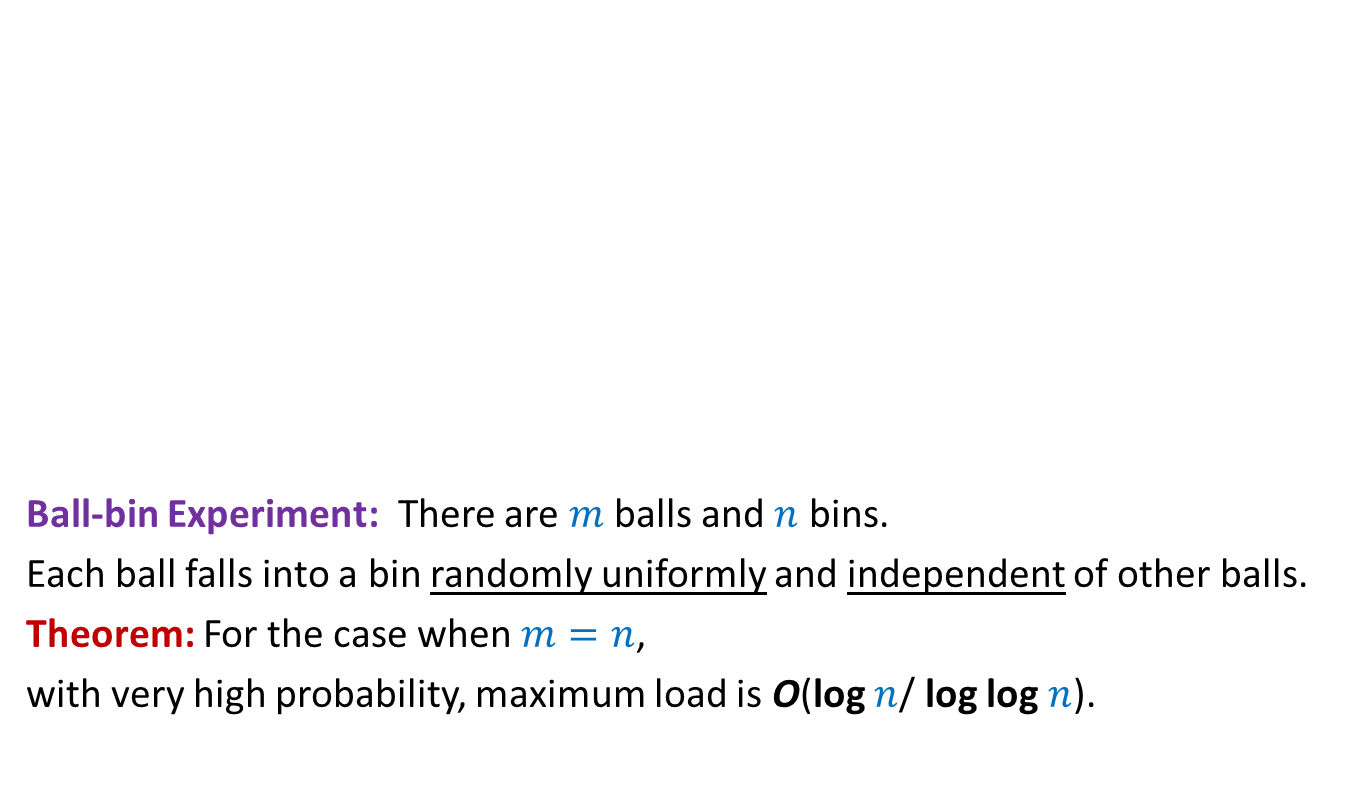 Ball-bin Experiment: There are m balls and n bins.
Each ball falls into a bin randomly uniformly and independent of other balls.
Theorem: For the case when m = n,
with very high probability, maximum load is O(log n/ log log n).